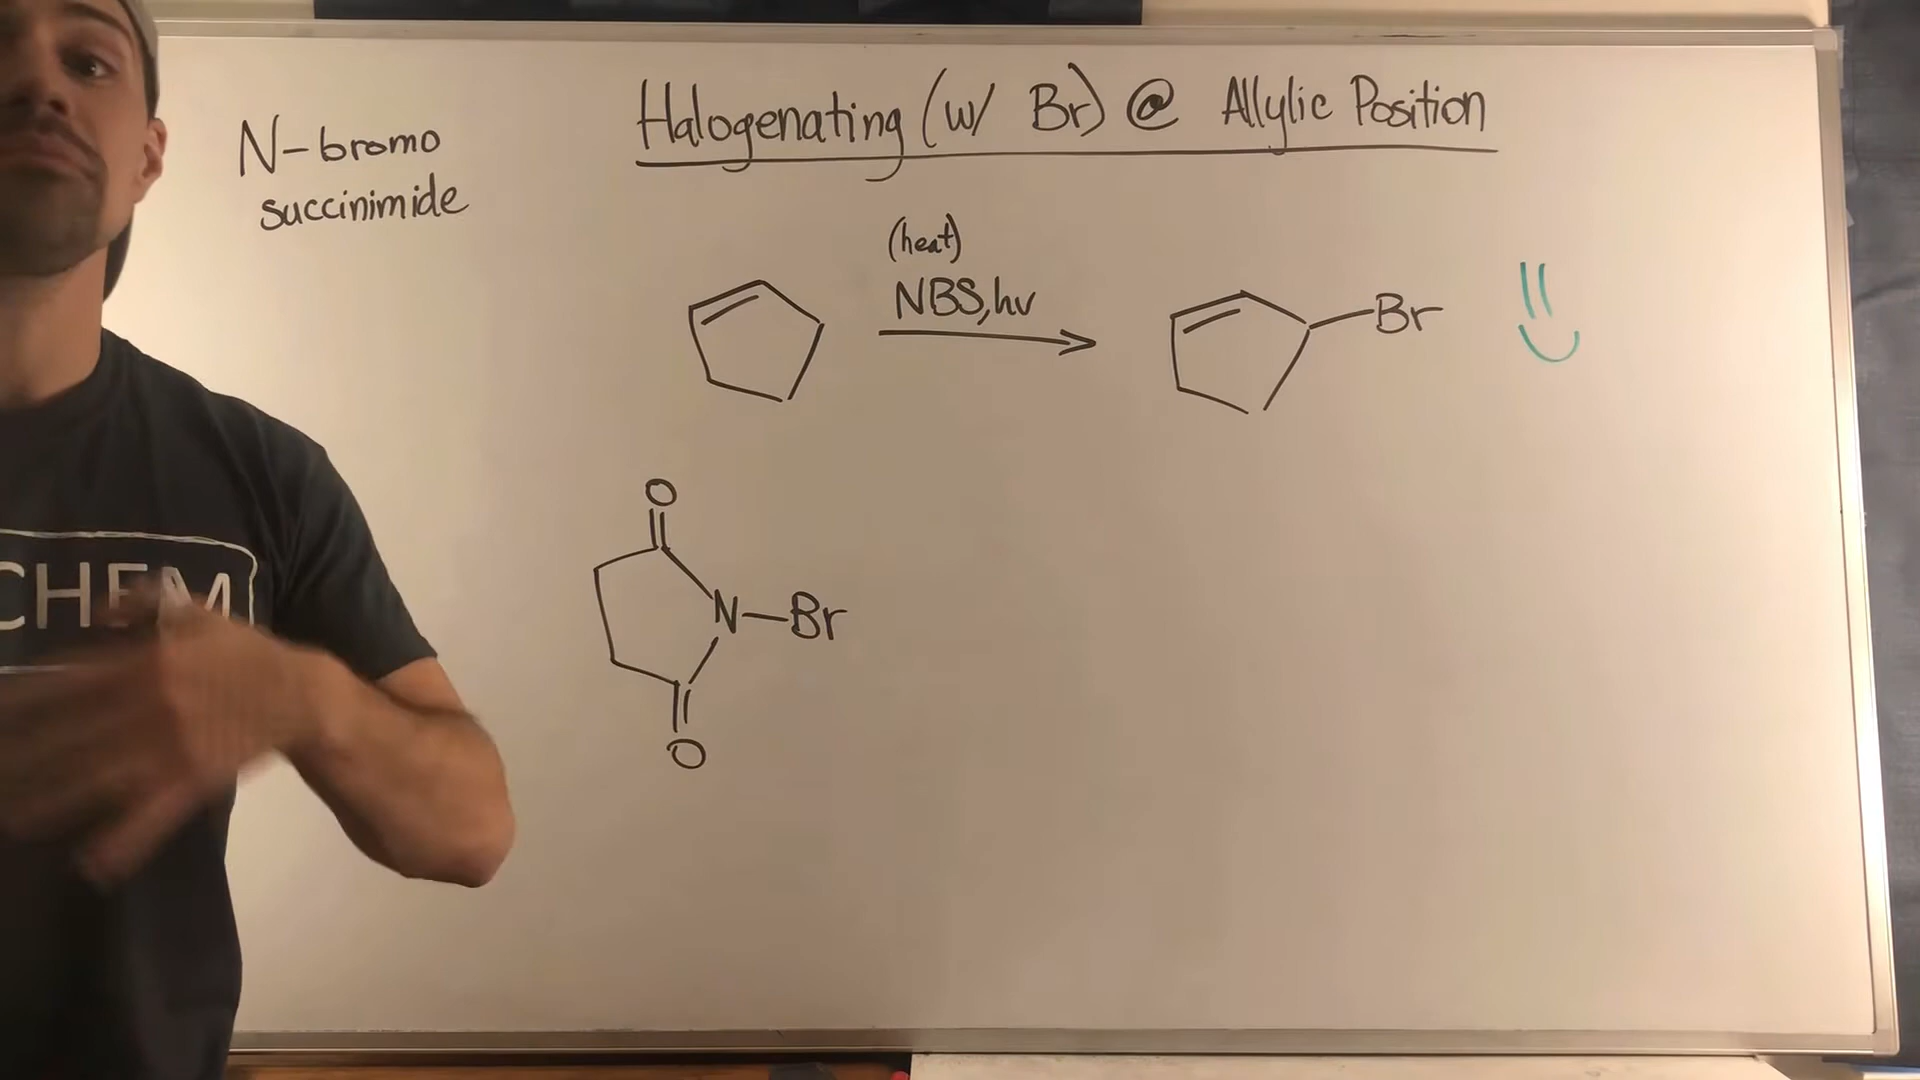 Halogenating (w/ Br) @ Allylic Position
N-bromo
succinimide
(heat)
NBS, hv
Br
O
N-Br
O
CHEM